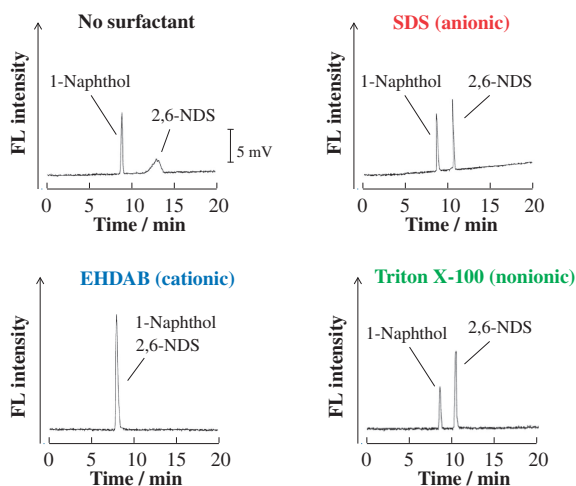 No surfactant
FL intensity
1-Naphthol
2,6-NDS
5 mV
0 5 10 15 20
Time / min
SDS (anionic)
FL intensity
1-Naphthol
2,6-NDS
0 5 10 15 20
Time / min
EHDAB (cationic)
FL intensity
1-Naphthol
2,6-NDS
0 5 10 15 20
Time / min
Triton X-100 (nonionic)
FL intensity
1-Naphthol
2,6-NDS
0 5 10 15 20
Time / min